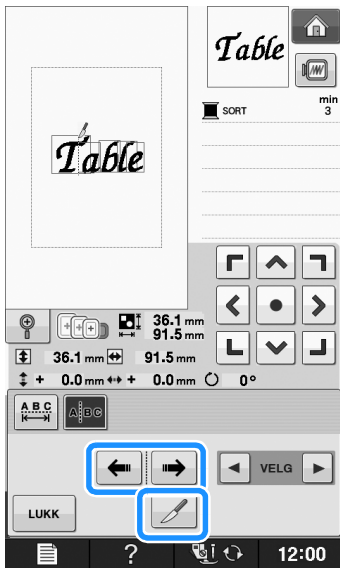 Table
Table
SORT
min
3
36.1 mm
91.5 mm
36.1 mm 91.5 mm
+ 0.0 mm + 0.0 mm 0°
A B C
A B C
VELG
LUKK
? 12:00